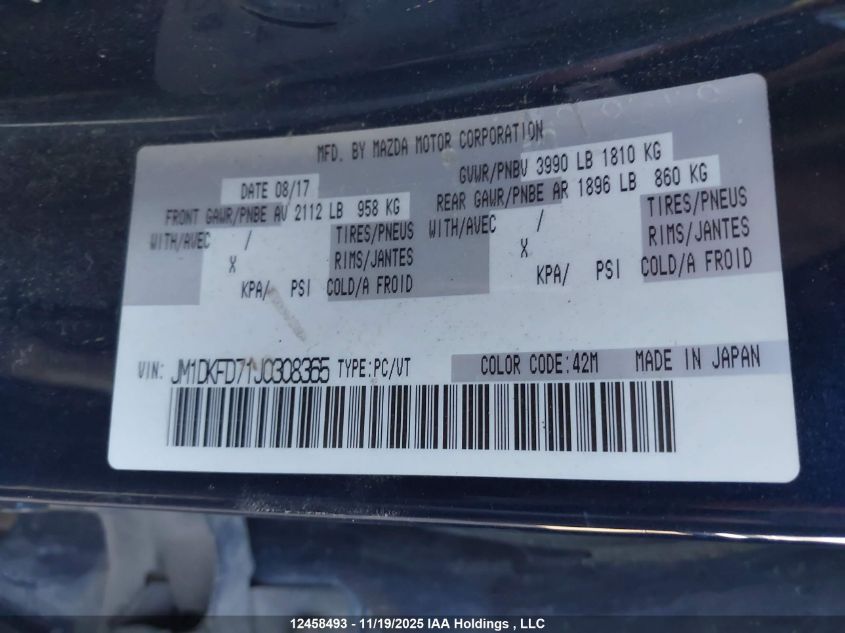 MFD. BY MAZDA MOTOR CORPORATION
DATE 08/17 GVWR/PNBV 3990 LB 1810 KG
FRONT GAWR/PNBE AV 2112 LB 958 KG REAR GAWR/PNBE AR 1896 LB 860 KG
WITH/AVEC / TIRES/PNEUS WITH/AVEC / TIRES/PNEUS
X RIMS/JANTES X RIMS/JANTES
KPA/ PSI COLD/A FROID KPA/ PSI COLD/A FROID
VIN: JM1DKFD71J0308365 TYPE:PC/VT COLOR CODE:42M MADE IN JAPAN
12458493 - 11/19/2025 IAA Holdings , LLC